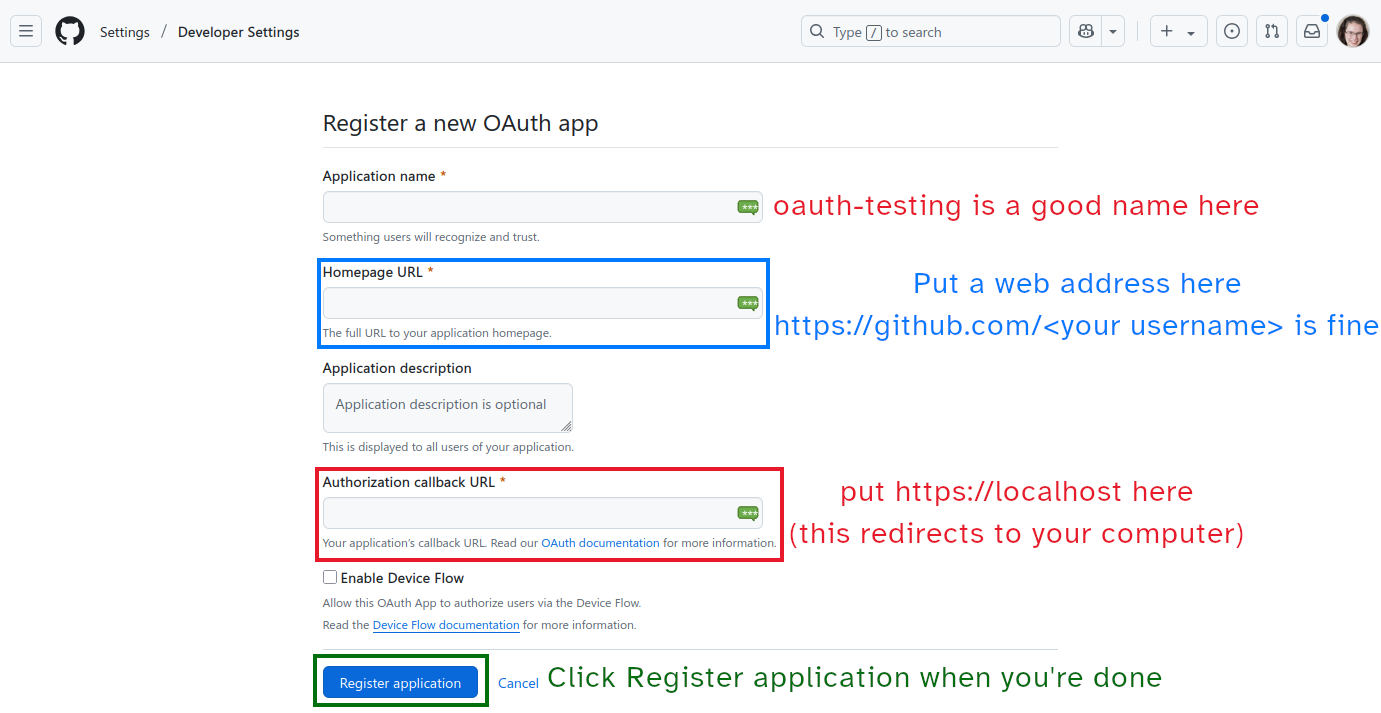 Settings / Developer Settings
Type / to search
Register a new OAuth app
Application name *
*** oauth-testing is a good name here
Something users will recognize and trust.
Homepage URL *
Put a web address here
***
https://github.com/<your username> is fine
The full URL to your application homepage.
Application description
Application description is optional
This is displayed to all users of your application.
Authorization callback URL *
put https://localhost here
***
(this redirects to your computer)
Your application's callback URL. Read our OAuth documentation for more information.
Enable Device Flow
Allow this OAuth App to authorize users via the Device Flow.
Read the Device Flow documentation for more information.
Register application Cancel Click Register application when you're done